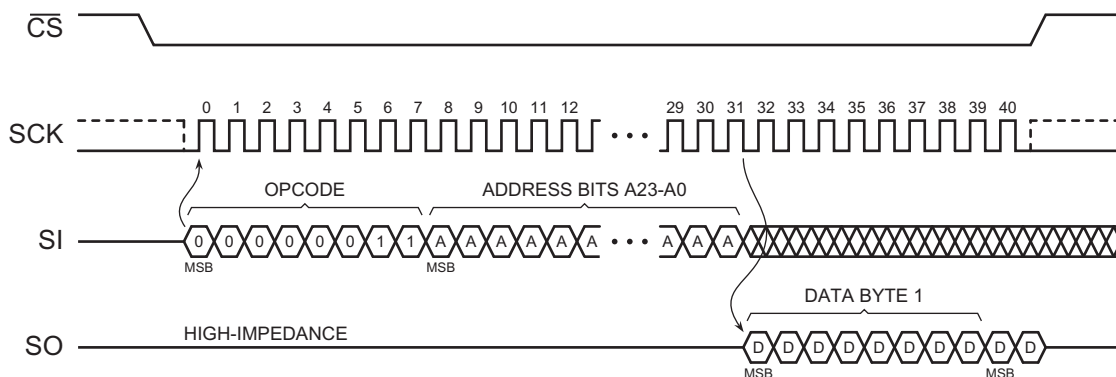 CS
0 1 2 3 4 5 6 7 8 9 10 11 12 29 30 31 32 33 34 35 36 37 38 39 40
SCK
OPCODE ADDRESS BITS A23-A0
SI 0 0 0 0 0 0 1 1 A A A A A A A A A
MSB MSB
DATA BYTE 1
HIGH-IMPEDANCE
SO D D D D D D D D D D
MSB MSB